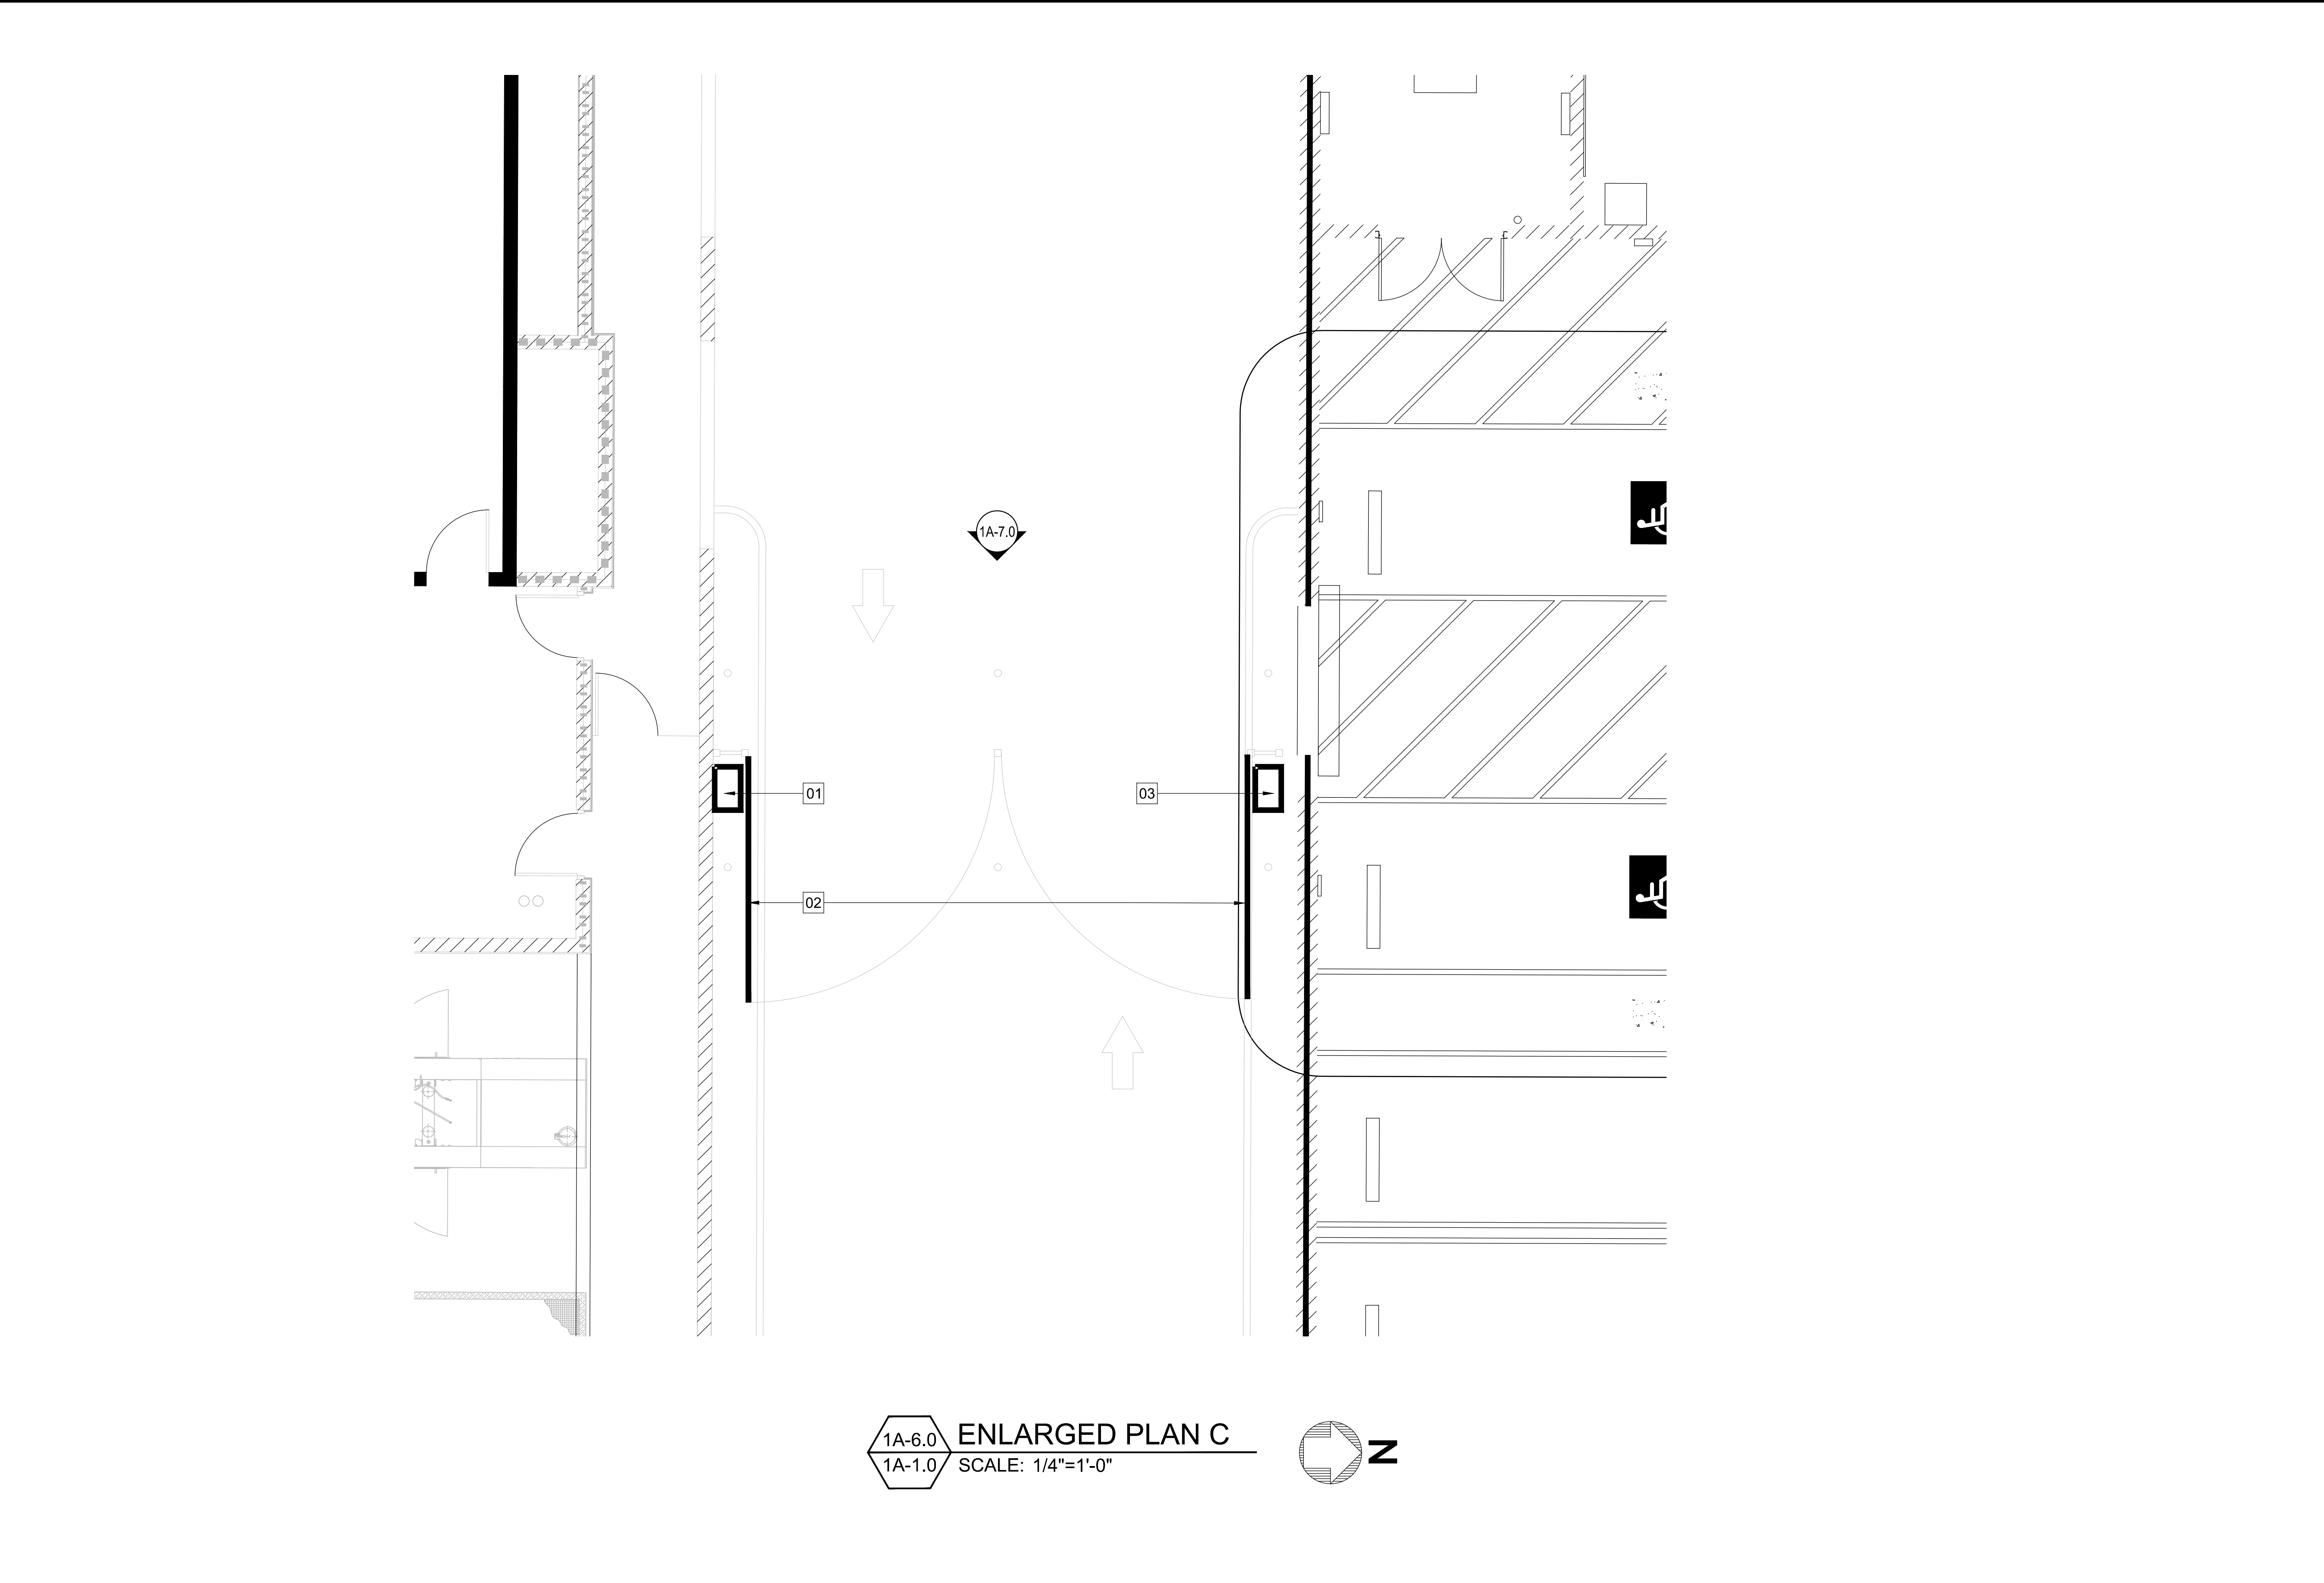 1A-7.0
01
03
02
1A-6.0
1A-1.0
ENLARGED PLAN C
SCALE: 1/4"=1'-0"
N